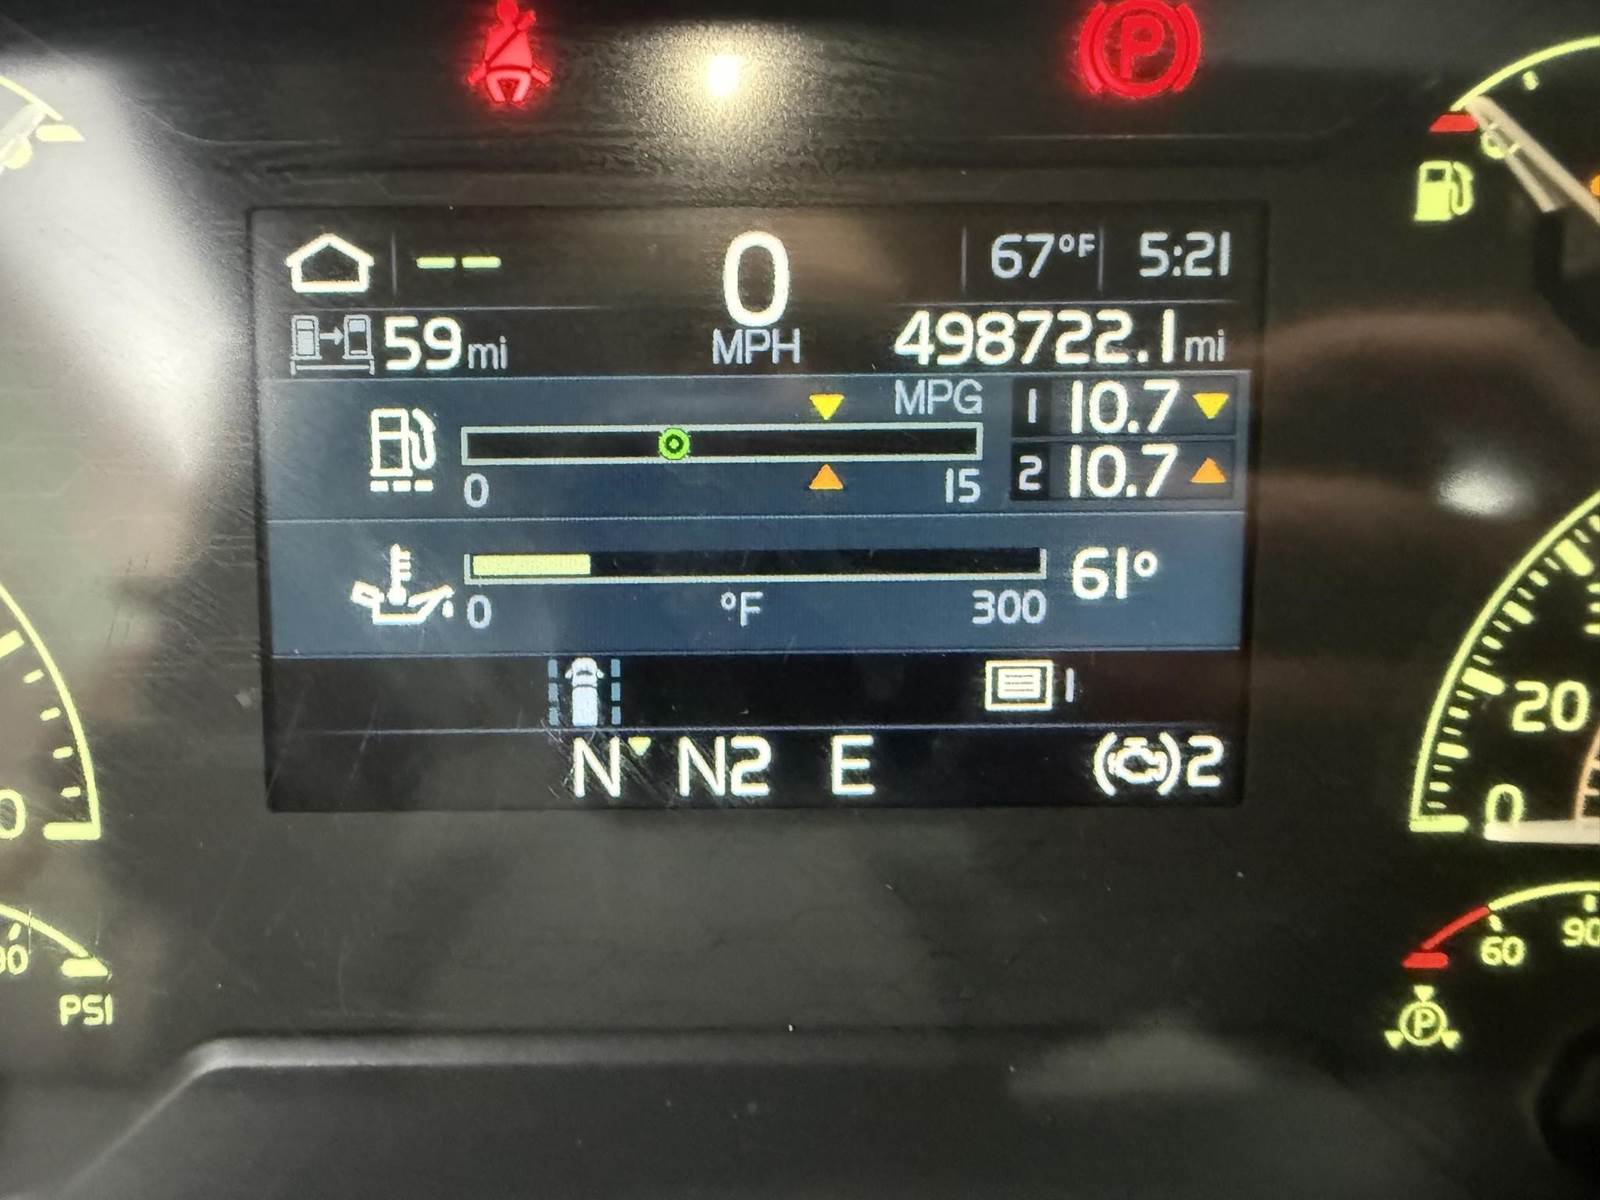 P
-- 0 67°F 5:21
59mi MPH 498722.1mi
MPG 1 10.7
0 15 2 10.7
61°
0 °F 300
1
N N2 E 2
20
0
0
60 90
PSI
P